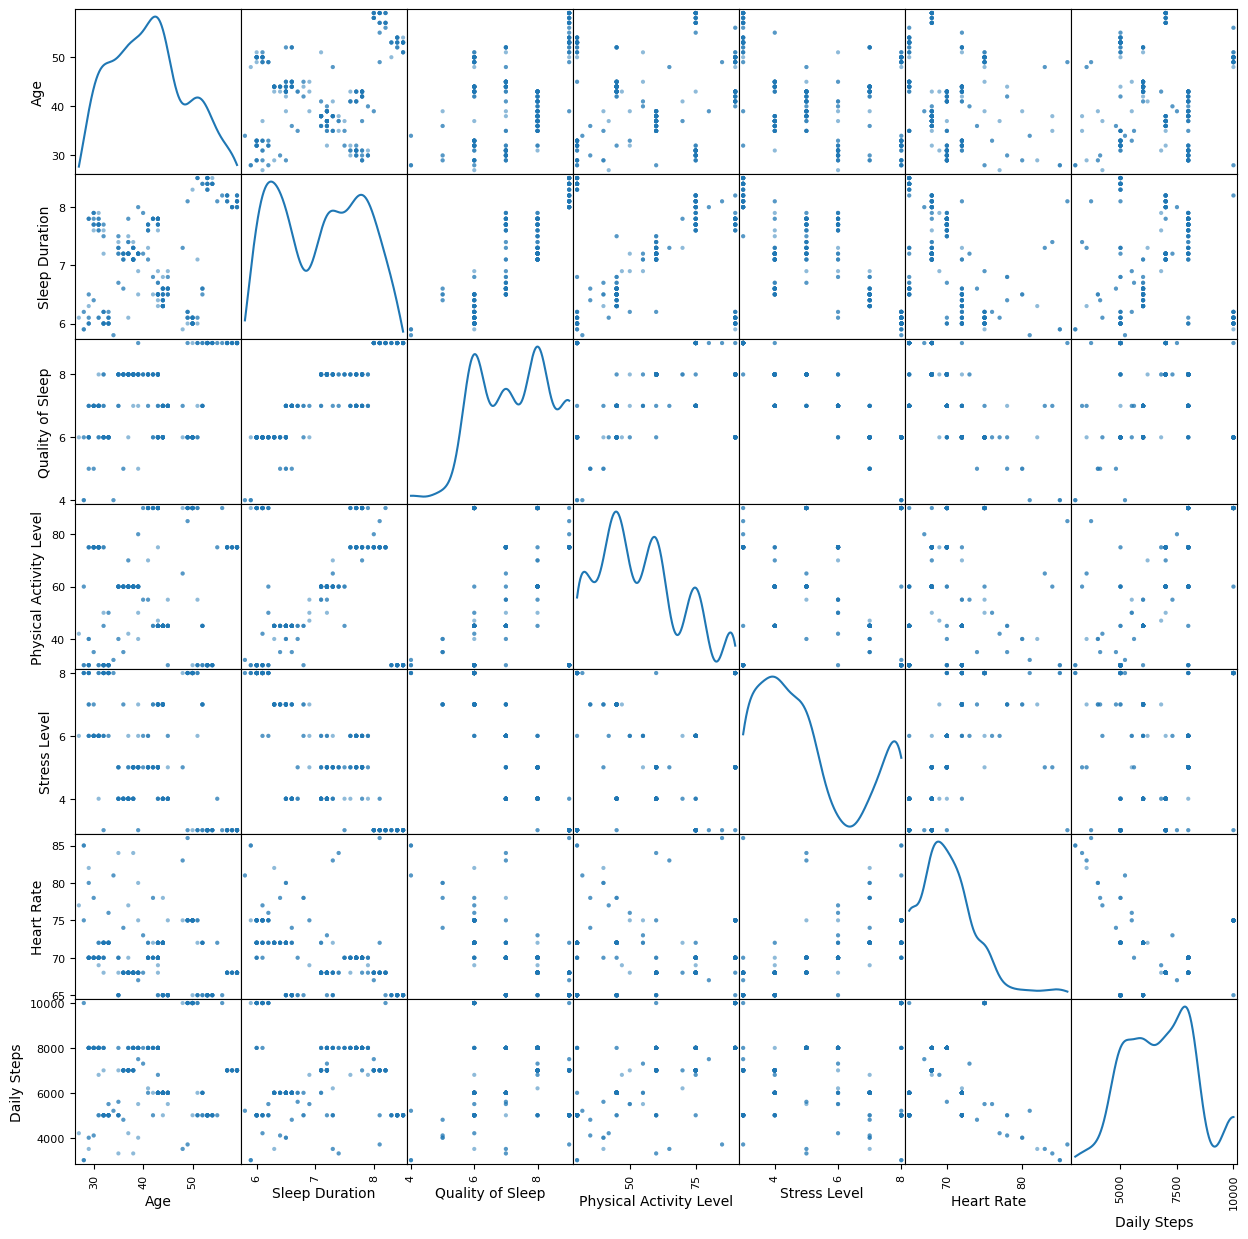 50
40
30
Age
8
7
6
Sleep Duration
8
6
4
Quality of Sleep
80
60
40
Physical Activity Level
8
6
4
Stress Level
85
80
75
70
65
Heart Rate
10000
8000
6000
4000
Daily Steps
30 40 50 6 7 8 4 6 8 50 75 4 6 8 70 80 5000 7500 10000
Age Sleep Duration Quality of Sleep Physical Activity Level Stress Level Heart Rate Daily Steps